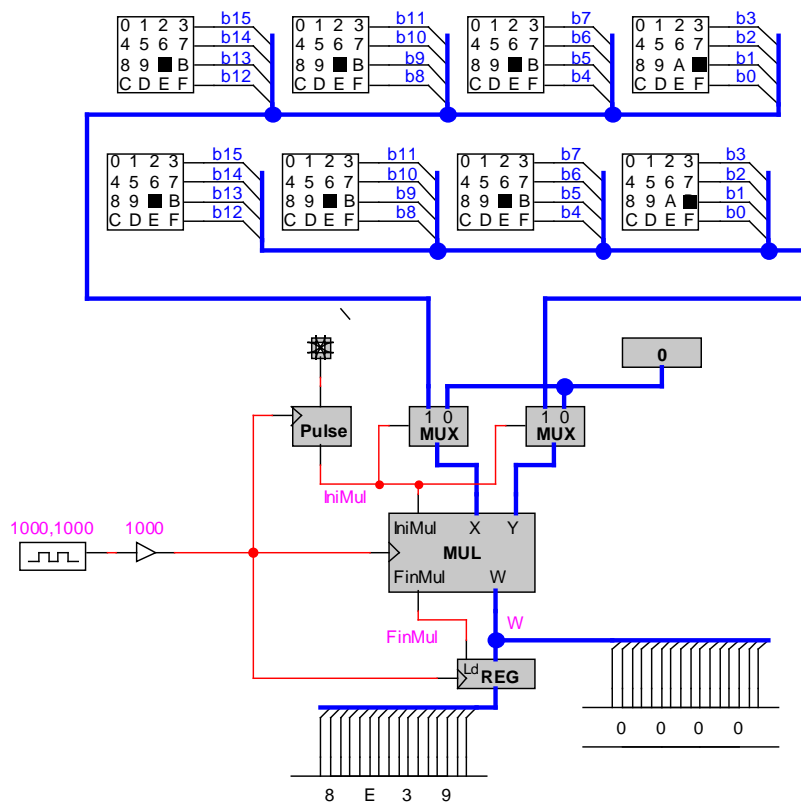 0 1 2 3 b15 0 1 2 3 b11 0 1 2 3 b7 0 1 2 3 b3
4 5 6 7 b14 4 5 6 7 b10 4 5 6 7 b6 4 5 6 7 b2
8 9 B b13 8 9 B b9 8 9 B b5 8 9 A b1
C D E F b12 C D E F b8 C D E F b4 C D E F b0
0 1 2 3 b15 0 1 2 3 b11 0 1 2 3 b7 0 1 2 3 b3
4 5 6 7 b14 4 5 6 7 b10 4 5 6 7 b6 4 5 6 7 b2
8 9 B b13 8 9 B b9 8 9 B b5 8 9 A b1
C D E F b12 C D E F b8 C D E F b4 C D E F b0
0
1 0 1 0
Pulse MUX MUX
IniMul
1000,1000 1000
IniMul X Y
MUL
FinMul W
FinMul W
Ld REG
0 0 0 0
8 E 3 9